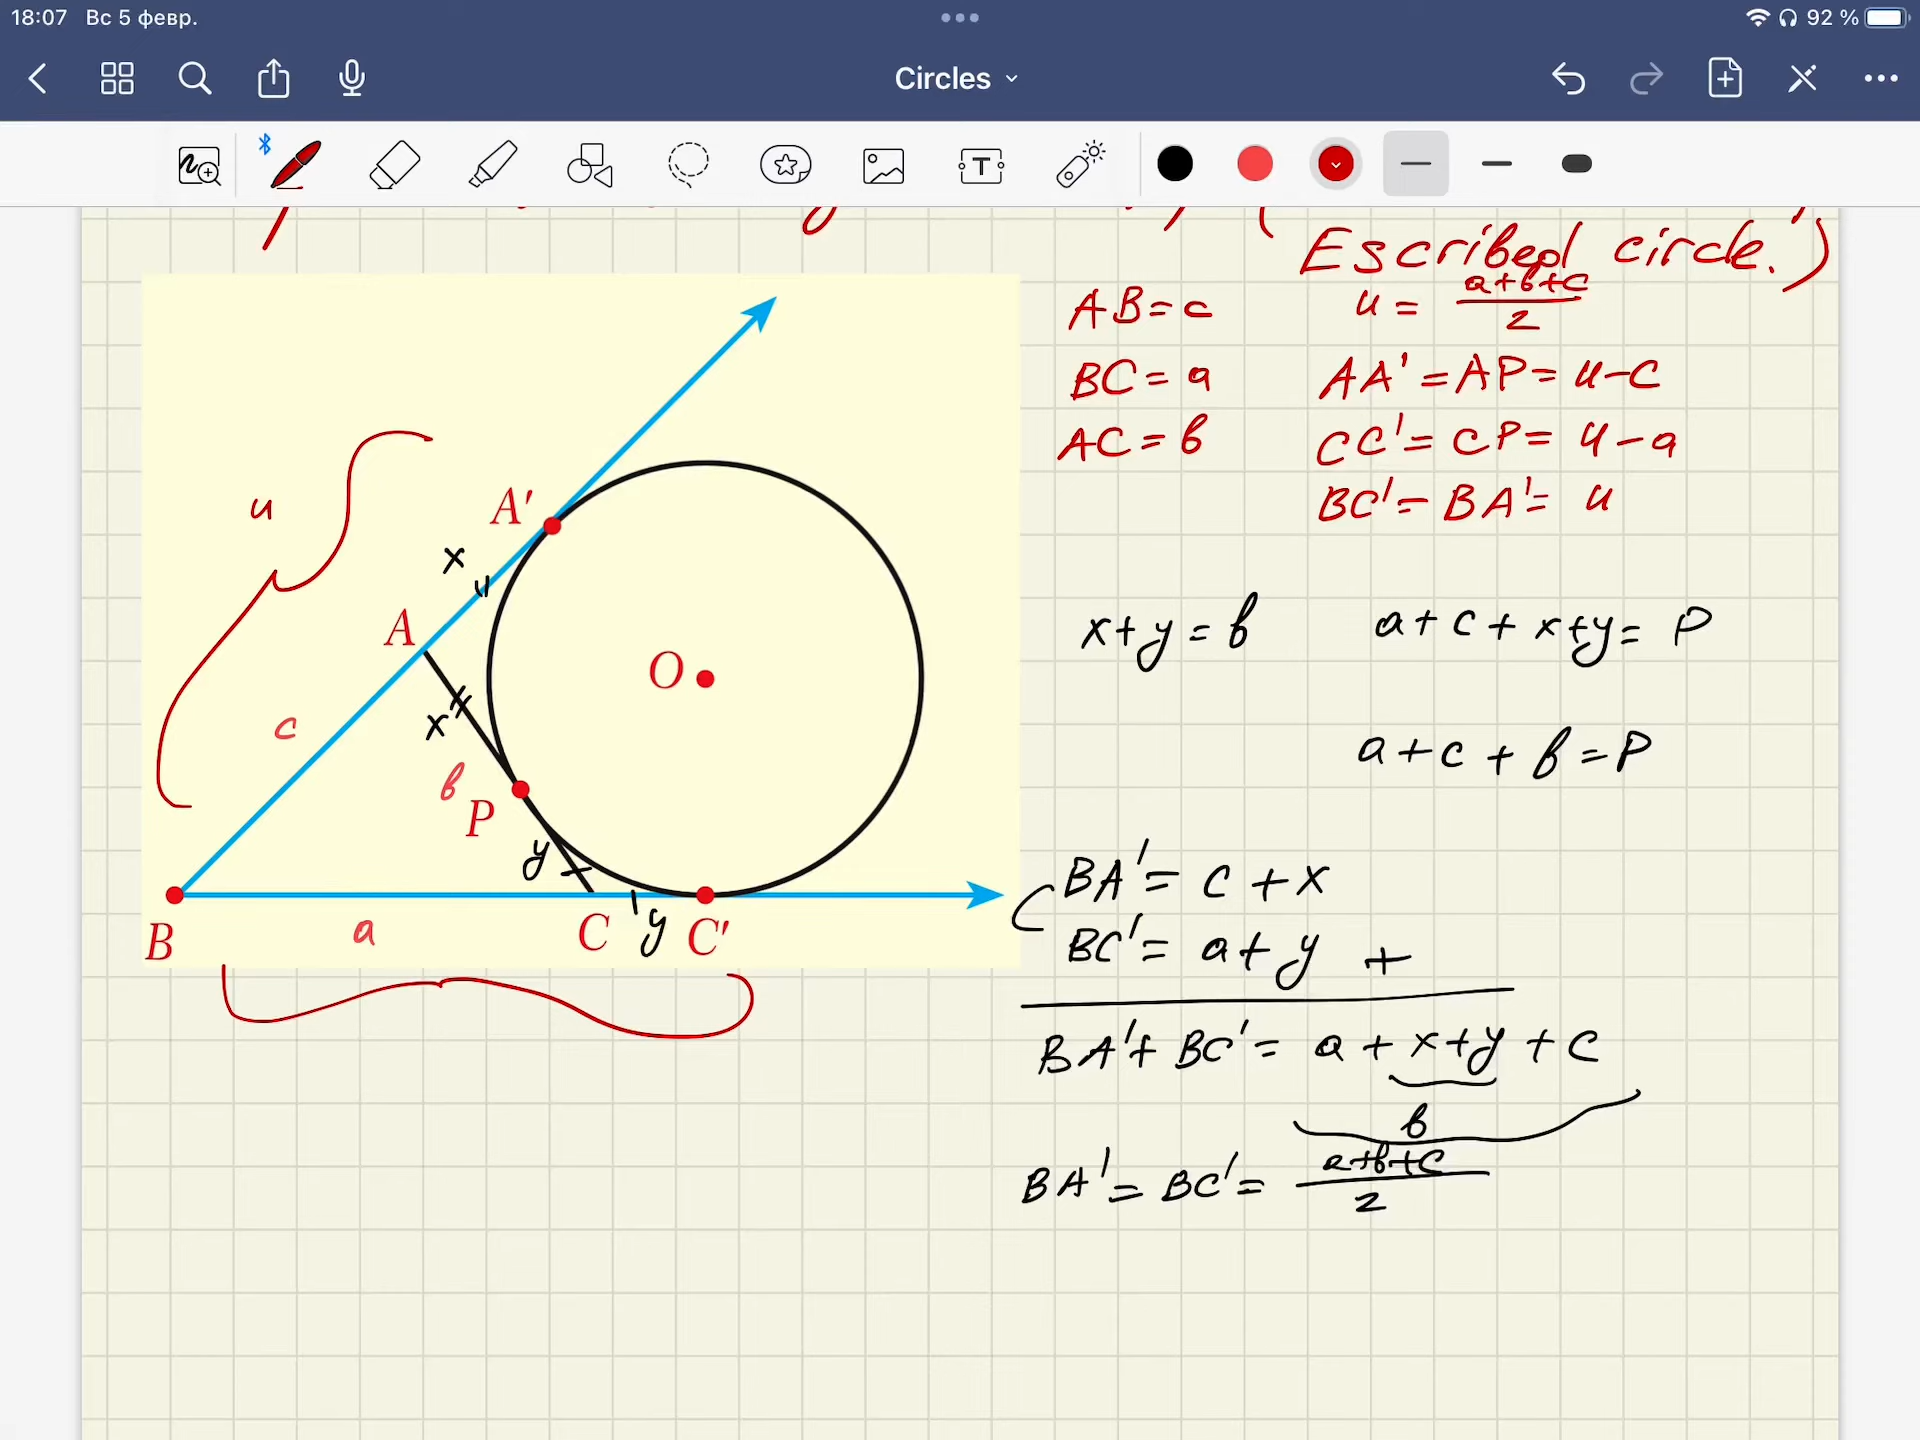 18:07 Вс 5 февр.
92 %
Circles
T
Escribed circle.)
AB = c
u = a+b+c / 2
BC = a
AA' = AP = u-c
AC = b
CC' = CP = u-a
BC' = BA' = u
x+y = b
a+c+x+y = P
a+c+b = P
BA' = c+x
BC' = a+y +
BA'+BC' = a+x+y+c
b
BA' = BC' = a+b+c / 2
u
A'
x
A
O
c
x
b
P
y
B
a
C
y
C'